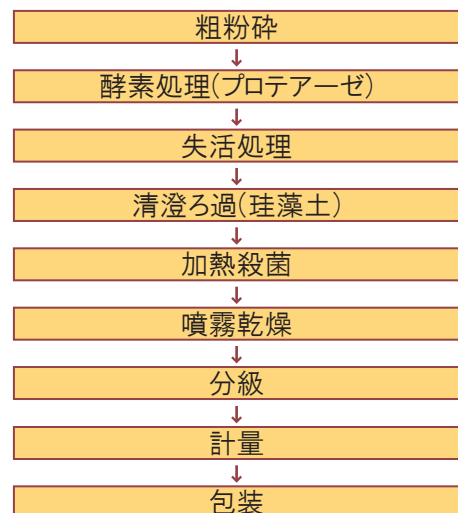 粗粉砕
↓
酵素処理(プロテアーゼ)
↓
失活処理
↓
清澄ろ過(珪藻土)
↓
加熱殺菌
↓
噴霧乾燥
↓
分級
↓
計量
↓
包装